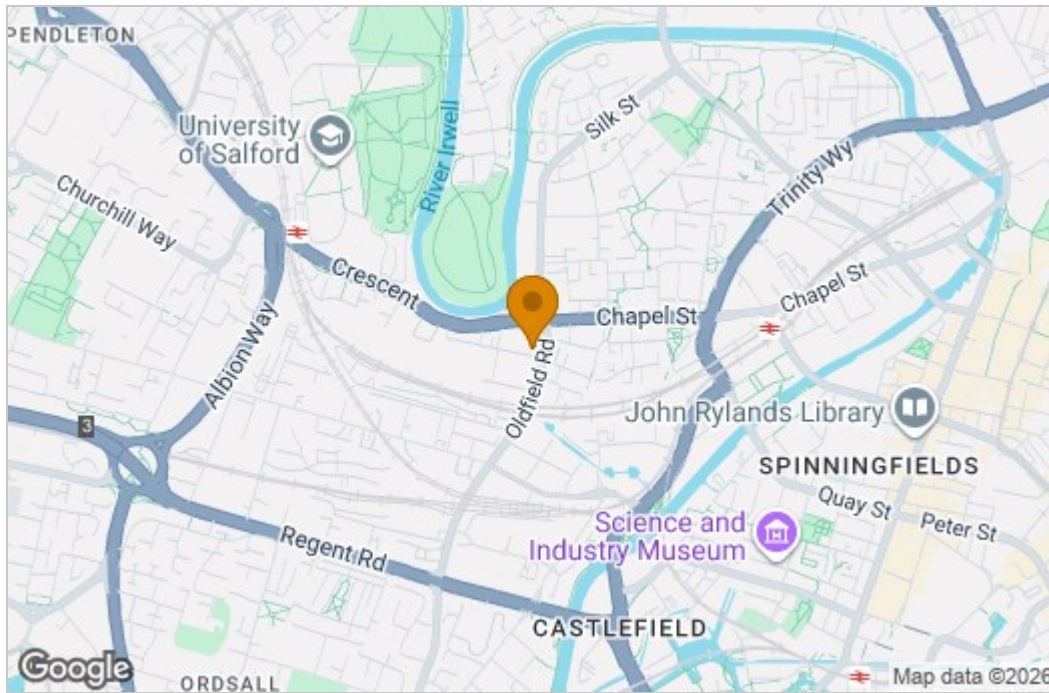 PENDLETON
University
of Salford
River Irwell
Silk St
Churchill Way
Trinity Wy
Crescent
Chapel St
Chapel St
Albion Way
Oldfield Rd
3
John Rylands Library
SPINNINGFIELDS
Quay St
Peter St
Science and
Industry Museum
Regent Rd
CASTLEFIELD
ORDSALL
Google
Map data ©2026